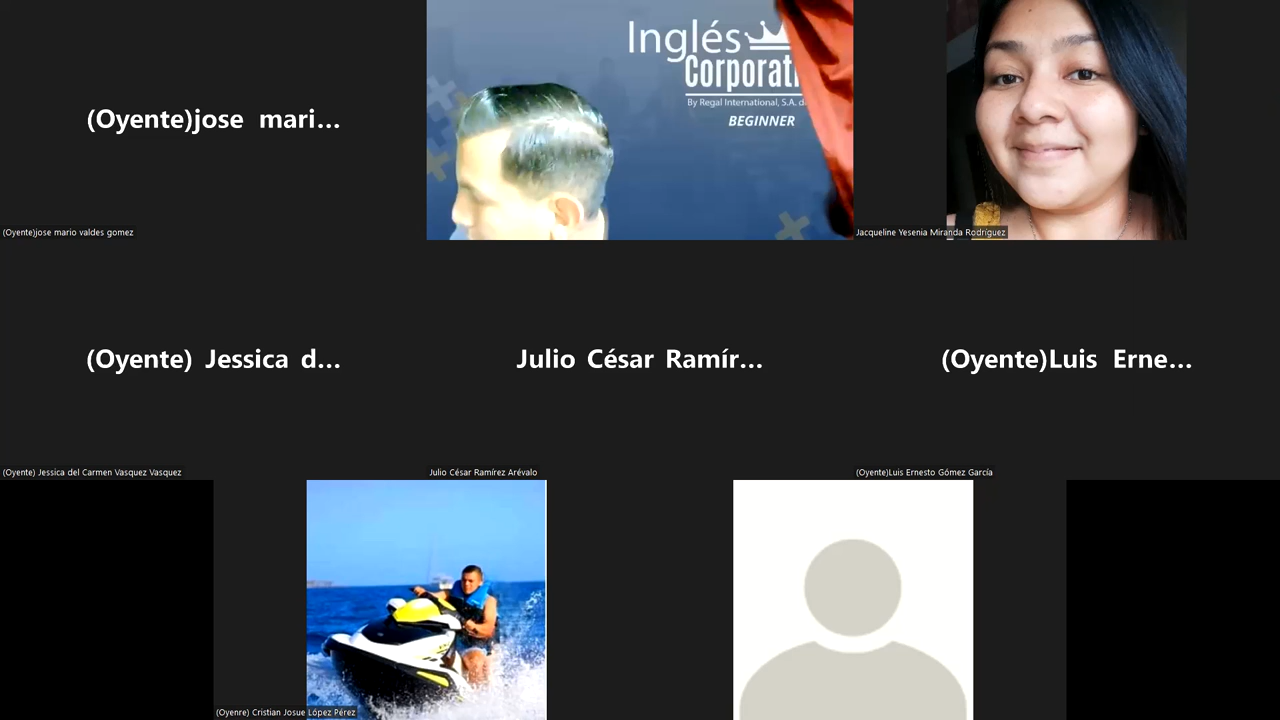 (Oyente)jose mari...
(Oyente)jose mario valdes gomez
Inglés
Corporati
By Regal International, S.A. d
BEGINNER
Jacqueline Yesenia Miranda Rodríguez
(Oyente) Jessica d...
(Oyente) Jessica del Carmen Vasquez Vasquez
Julio César Ramír...
Julio César Ramírez Arévalo
(Oyente)Luis Erne...
(Oyente)Luis Ernesto Gómez García
(Oyenre) Cristian Josue López Pérez